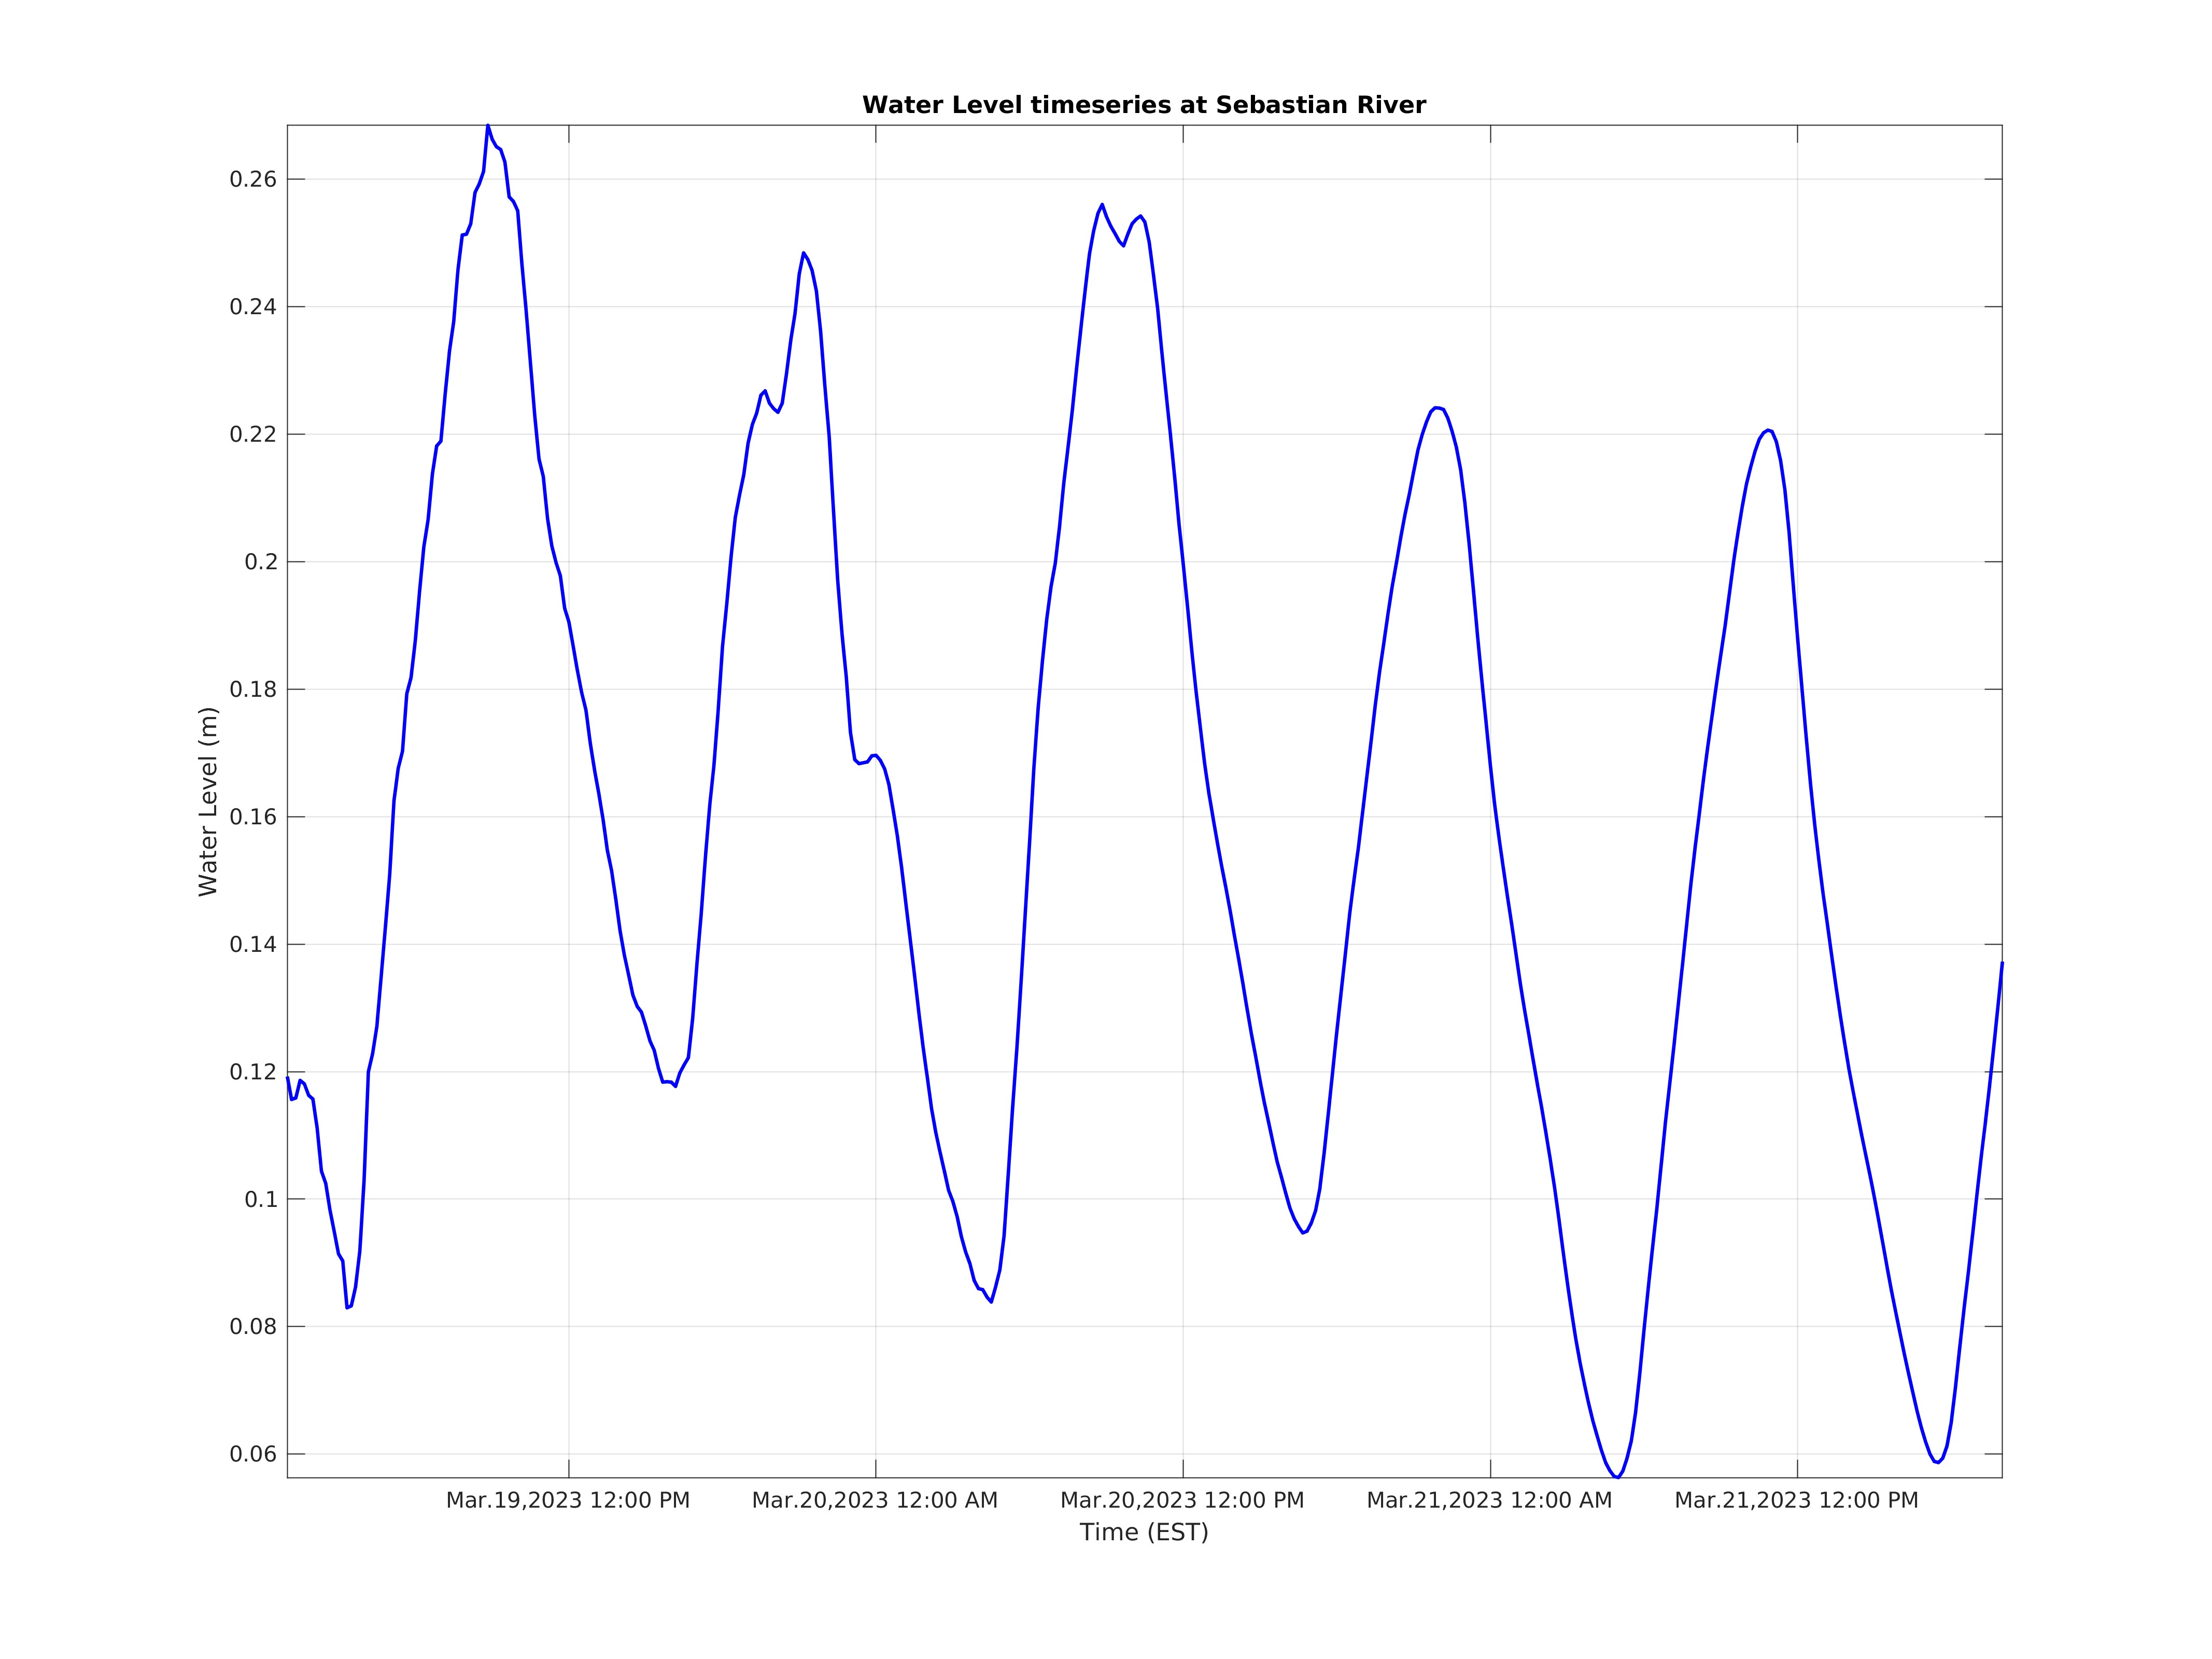 Water Level timeseries at Sebastian River
0.26
0.24
0.22
0.2
0.18
0.16
0.14
0.12
0.1
0.08
0.06
Water Level (m)
Mar.19,2023 12:00 PM
Mar.20,2023 12:00 AM
Mar.20,2023 12:00 PM
Mar.21,2023 12:00 AM
Mar.21,2023 12:00 PM
Time (EST)